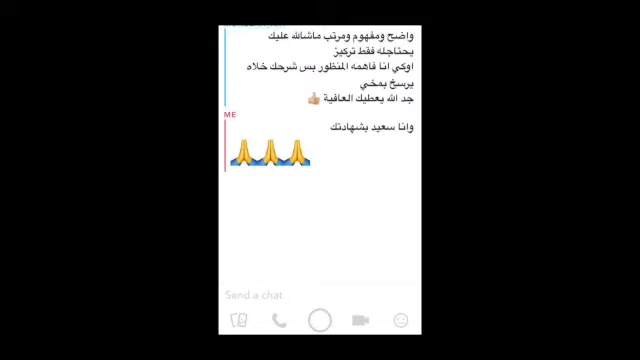 واضح ومفهوم ومرتب ماشالله عليك
يحتاجله فقط تركيز
اوكي انا فاهمه المنظور بس شرحك خلاه
يرسخ بمخي
جد الله يعطيك العافية 👍🏼
ME
وانا سعيد بشهادتك
🙏🙏🙏
Send a chat